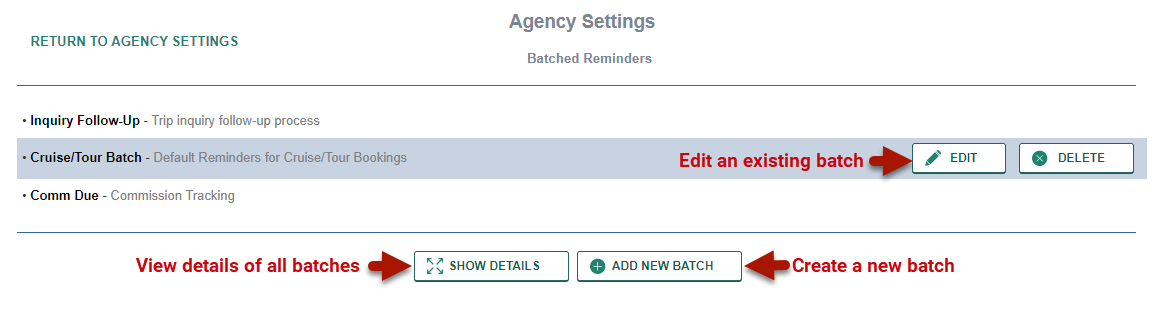 Agency Settings
RETURN TO AGENCY SETTINGS
Batched Reminders
• Inquiry Follow-Up - Trip inquiry follow-up process
• Cruise/Tour Batch - Default Reminders for Cruise/Tour Bookings Edit an existing batch EDIT DELETE
• Comm Due - Commission Tracking
View details of all batches SHOW DETAILS ADD NEW BATCH Create a new batch